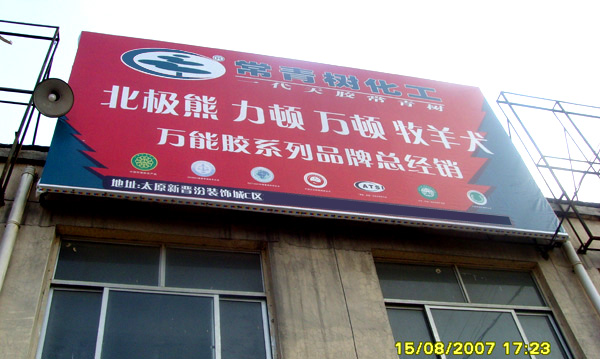 常青树化工
一代天胶常青树
北极熊 力顿 万顿 牧羊犬
万能胶系列品牌总经销
ATSI
地址:太原新晋汾装饰城C区
15/08/2007 17:23